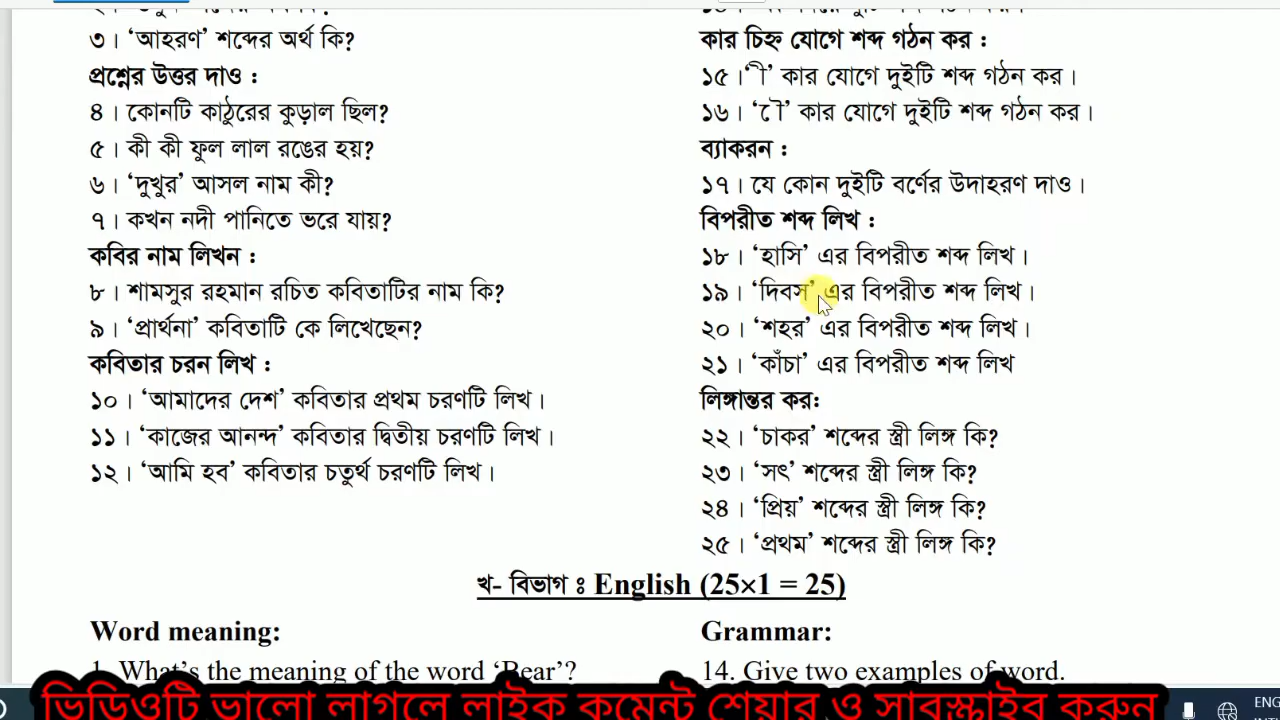 ৩। ‘আহরণ’ শব্দের অর্থ কি?
প্রশ্নের উত্তর দাও :
৪। কোনটি কাঠুরের কুড়াল ছিল?
৫। কী কী ফুল লাল রঙের হয়?
৬। ‘দুখুর’ আসল নাম কী?
৭। কখন নদী পানিতে ভরে যায়?
কবির নাম লিখন :
৮। শামসুর রহমান রচিত কবিতাটির নাম কি?
৯। ‘প্রার্থনা’ কবিতাটি কে লিখেছেন?
কবিতার চরন লিখ :
১০। ‘আমাদের দেশ’ কবিতার প্রথম চরণটি লিখ।
১১। ‘কাজের আনন্দ’ কবিতার দ্বিতীয় চরণটি লিখ।
১২। ‘আমি হব’ কবিতার চতুর্থ চরণটি লিখ।
কার চিহ্ন যোগে শব্দ গঠন কর :
১৫। ‘ী’ কার যোগে দুইটি শব্দ গঠন কর।
১৬। ‘ৌ’ কার যোগে দুইটি শব্দ গঠন কর।
ব্যাকরন :
১৭। যে কোন দুইটি বর্ণের উদাহরণ দাও।
বিপরীত শব্দ লিখ :
১৮। ‘হাসি’ এর বিপরীত শব্দ লিখ।
১৯। ‘দিবস’ এর বিপরীত শব্দ লিখ।
২০। ‘শহর’ এর বিপরীত শব্দ লিখ।
২১। ‘কাঁচা’ এর বিপরীত শব্দ লিখ
লিঙ্গান্তর কর:
২২। ‘চাকর’ শব্দের স্ত্রী লিঙ্গ কি?
২৩। ‘সৎ’ শব্দের স্ত্রী লিঙ্গ কি?
২৪। ‘প্রিয়’ শব্দের স্ত্রী লিঙ্গ কি?
২৫। ‘প্রথম’ শব্দের স্ত্রী লিঙ্গ কি?
খ- বিভাগ ঃ English (25×1 = 25)
Word meaning:
1. What's the meaning of the word ‘Bear’?
Grammar:
14. Give two examples of word.
ভিডিওটি ভালো লাগলে লাইক কমেন্ট শেয়ার ও সাবস্ক্রাইব করুন
ENG